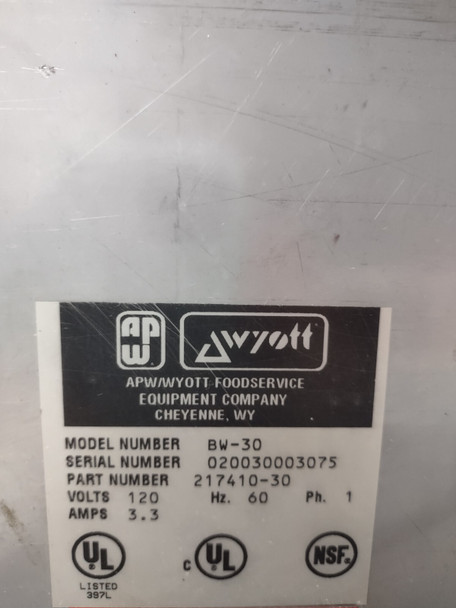 APW wyott
APW/WYOTT FOODSERVICE
EQUIPMENT COMPANY
CHEYENNE, WY
MODEL NUMBER BW-30
SERIAL NUMBER 020030003075
PART NUMBER 217410-30
VOLTS 120 Hz. 60 Ph. 1
AMPS 3.3
UL c UL NSF
LISTED
397L